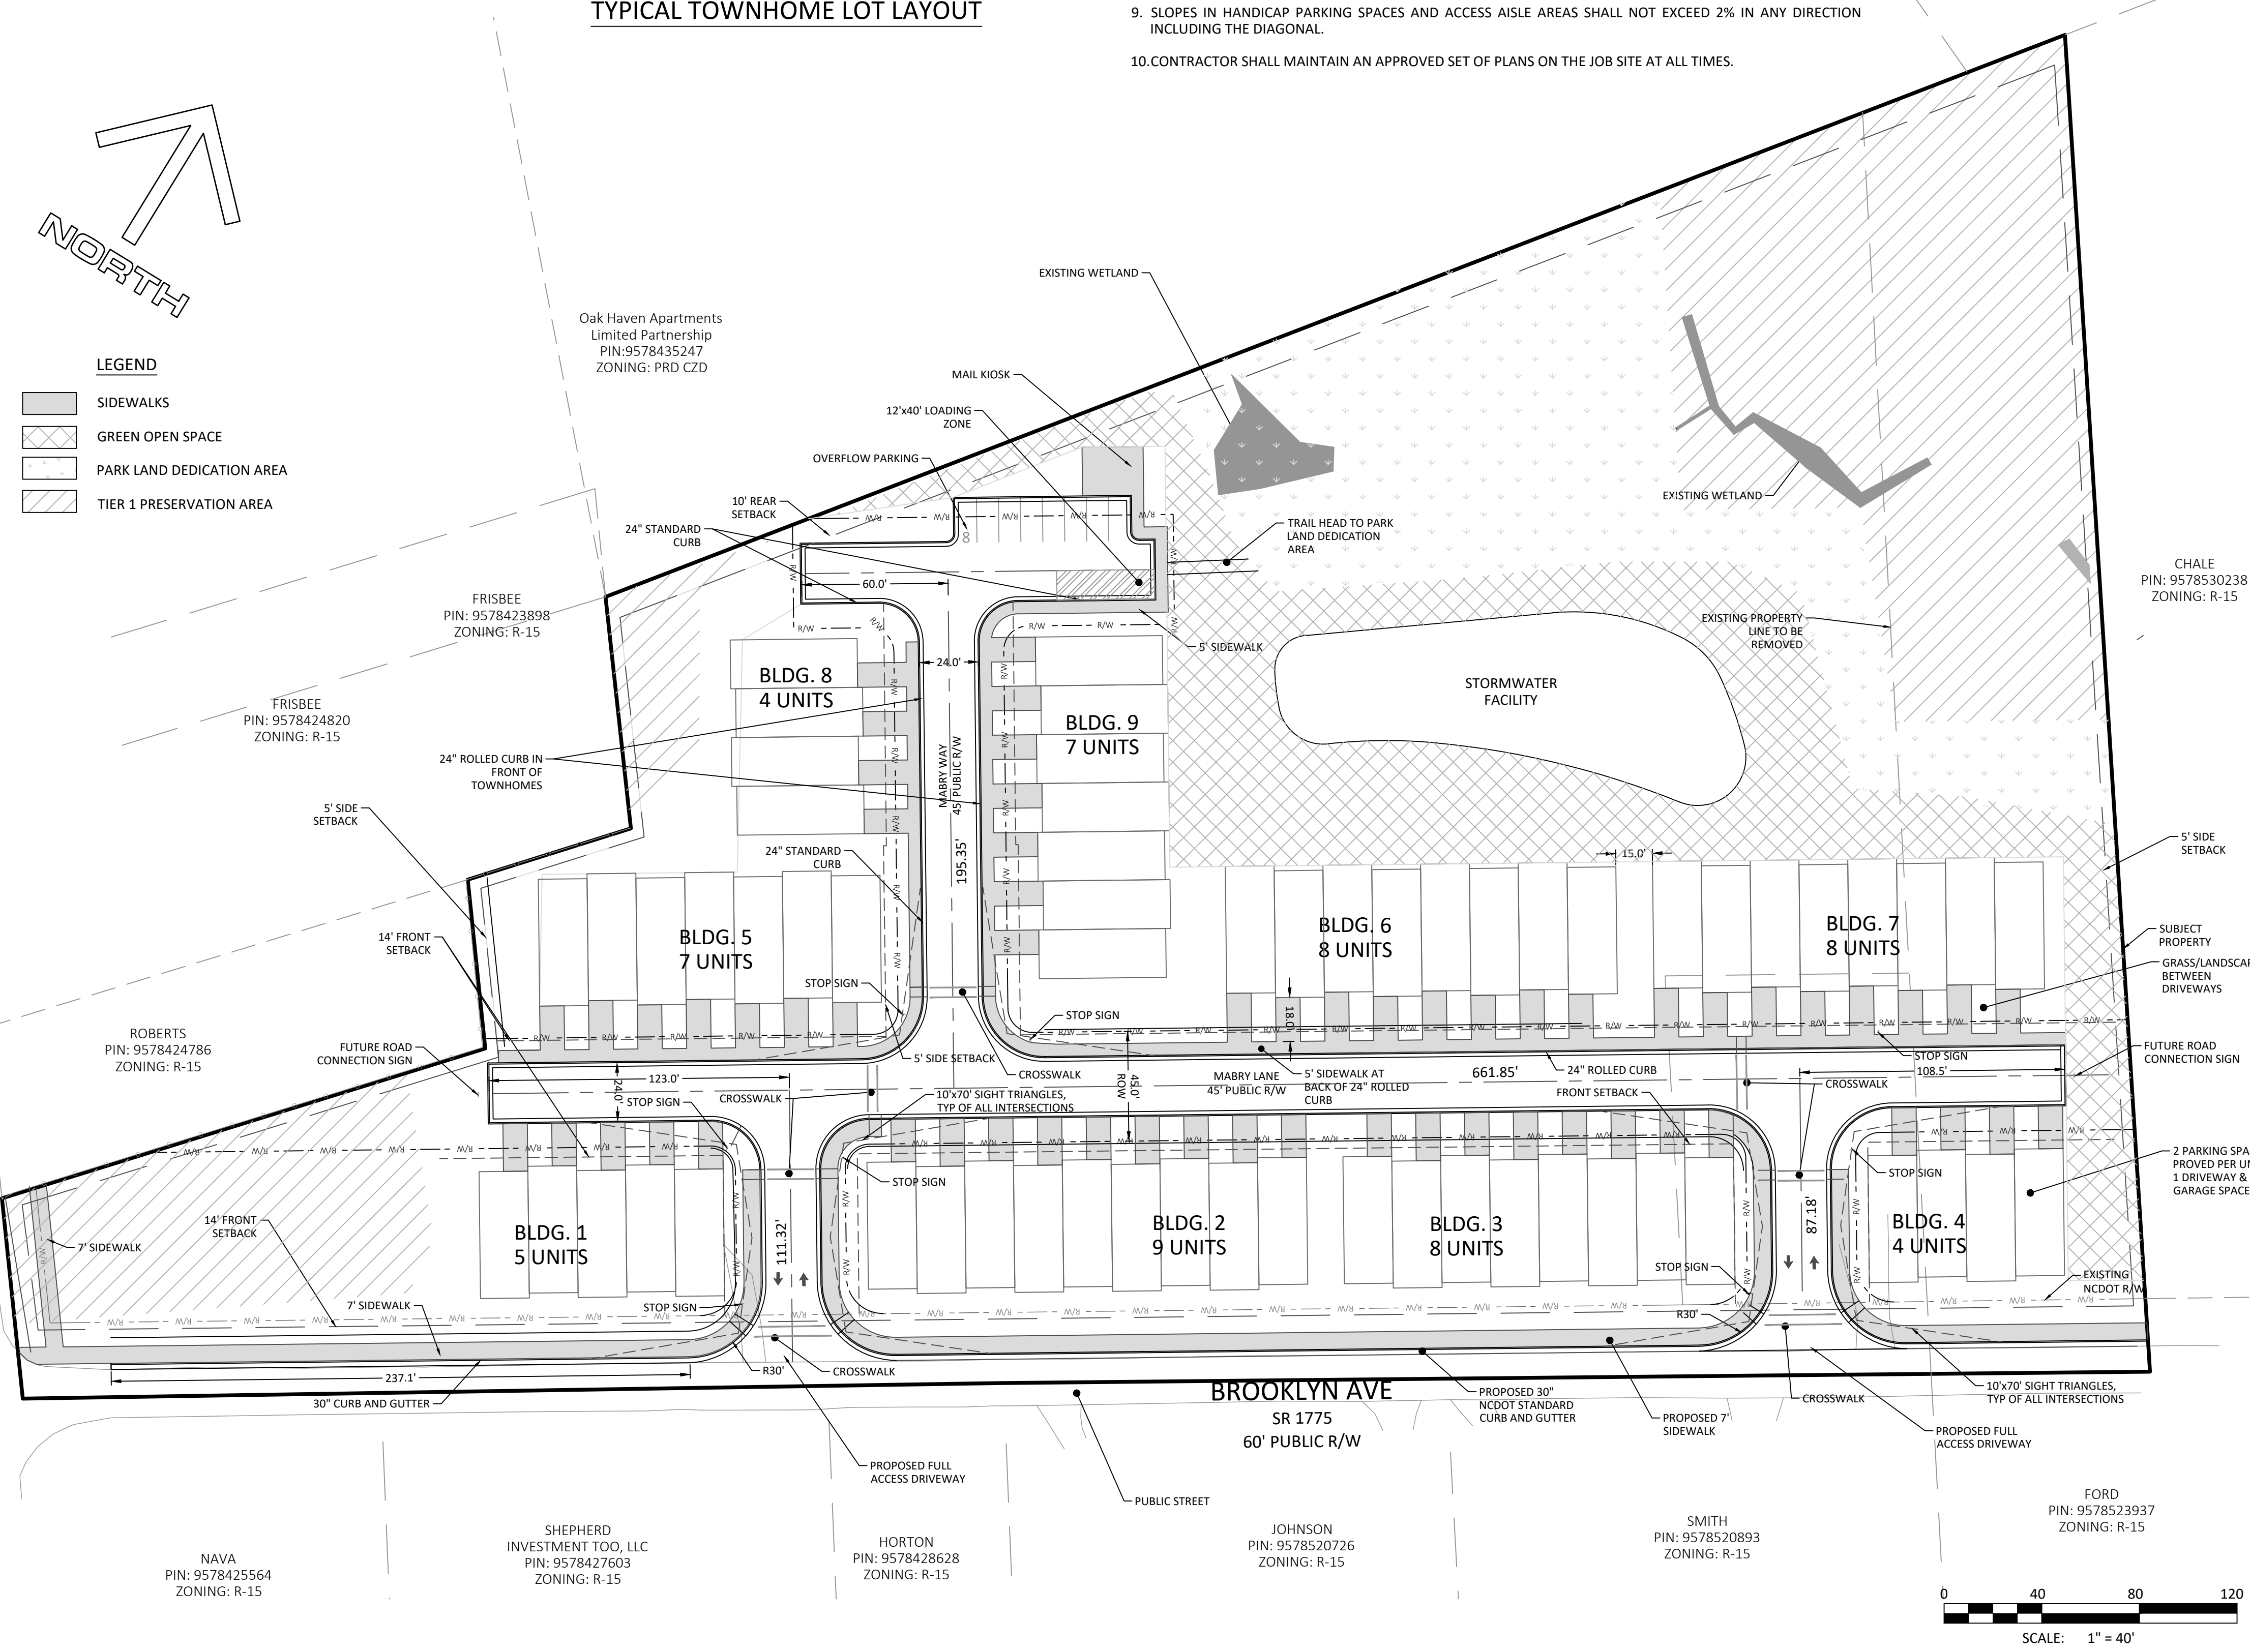 TYPICAL TOWNHOME LOT LAYOUT
9. SLOPES IN HANDICAP PARKING SPACES AND ACCESS AISLE AREAS SHALL NOT EXCEED 2% IN ANY DIRECTION
INCLUDING THE DIAGONAL.
10.CONTRACTOR SHALL MAINTAIN AN APPROVED SET OF PLANS ON THE JOB SITE AT ALL TIMES.
NORTH
LEGEND
SIDEWALKS
GREEN OPEN SPACE
PARK LAND DEDICATION AREA
TIER 1 PRESERVATION AREA
Oak Haven Apartments
Limited Partnership
PIN:9578435247
ZONING: PRD CZD
EXISTING WETLAND
MAIL KIOSK
12'x40' LOADING
ZONE
OVERFLOW PARKING
10' REAR
SETBACK
24" STANDARD
CURB
EXISTING WETLAND
TRAIL HEAD TO PARK
LAND DEDICATION
AREA
60.0'
CHALE
PIN: 9578530238
ZONING: R-15
FRISBEE
PIN: 9578423898
ZONING: R-15
EXISTING PROPERTY
LINE TO BE
REMOVED
5' SIDEWALK
24.0'
BLDG. 8
4 UNITS
STORMWATER
FACILITY
FRISBEE
PIN: 9578424820
ZONING: R-15
BLDG. 9
7 UNITS
24" ROLLED CURB IN
FRONT OF
TOWNHOMES
MABRY WAY
45' PUBLIC R/W
195.35'
5' SIDE
SETBACK
24" STANDARD
CURB
15.0'
5' SIDE
SETBACK
14' FRONT
SETBACK
BLDG. 5
7 UNITS
BLDG. 6
8 UNITS
BLDG. 7
8 UNITS
SUBJECT
PROPERTY
GRASS/LANDSCAP
BETWEEN
DRIVEWAYS
STOP SIGN
STOP SIGN
18.0'
ROBERTS
PIN: 9578424786
ZONING: R-15
FUTURE ROAD
CONNECTION SIGN
5' SIDE SETBACK
CROSSWALK
STOP SIGN
FUTURE ROAD
CONNECTION SIGN
123.0'
24.0'
STOP SIGN
CROSSWALK
10'x70' SIGHT TRIANGLES,
TYP OF ALL INTERSECTIONS
45.0'
ROW
MABRY LANE
45' PUBLIC R/W
5' SIDEWALK AT
BACK OF 24" ROLLED
CURB
661.85'
24" ROLLED CURB
FRONT SETBACK
CROSSWALK
108.5'
2 PARKING SPA
PROVED PER UN
1 DRIVEWAY &
GARAGE SPACE
STOP SIGN
STOP SIGN
14' FRONT
SETBACK
7' SIDEWALK
BLDG. 1
5 UNITS
111.32'
BLDG. 2
9 UNITS
BLDG. 3
8 UNITS
87.18'
BLDG. 4
4 UNITS
STOP SIGN
EXISTING
NCDOT R/W
7' SIDEWALK
STOP SIGN
R30'
237.1'
R30'
CROSSWALK
30" CURB AND GUTTER
BROOKLYN AVE
SR 1775
60' PUBLIC R/W
PROPOSED 30"
NCDOT STANDARD
CURB AND GUTTER
PROPOSED 7'
SIDEWALK
CROSSWALK
10'x70' SIGHT TRIANGLES,
TYP OF ALL INTERSECTIONS
PROPOSED FULL
ACCESS DRIVEWAY
PROPOSED FULL
ACCESS DRIVEWAY
PUBLIC STREET
NAVA
PIN: 9578425564
ZONING: R-15
SHEPHERD
INVESTMENT TOO, LLC
PIN: 9578427603
ZONING: R-15
HORTON
PIN: 9578428628
ZONING: R-15
JOHNSON
PIN: 9578520726
ZONING: R-15
SMITH
PIN: 9578520893
ZONING: R-15
FORD
PIN: 9578523937
ZONING: R-15
0 40 80 120
SCALE: 1" = 40'